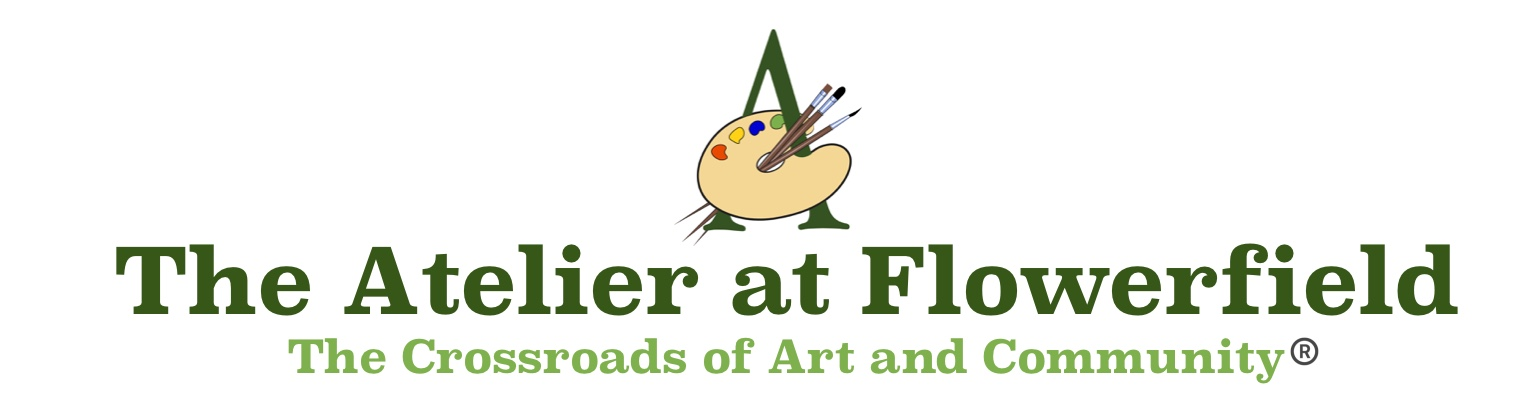 A
The Atelier at Flowerfield
The Crossroads of Art and Community®